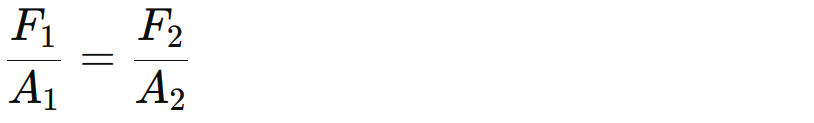 F₁/A₁ = F₂/A₂